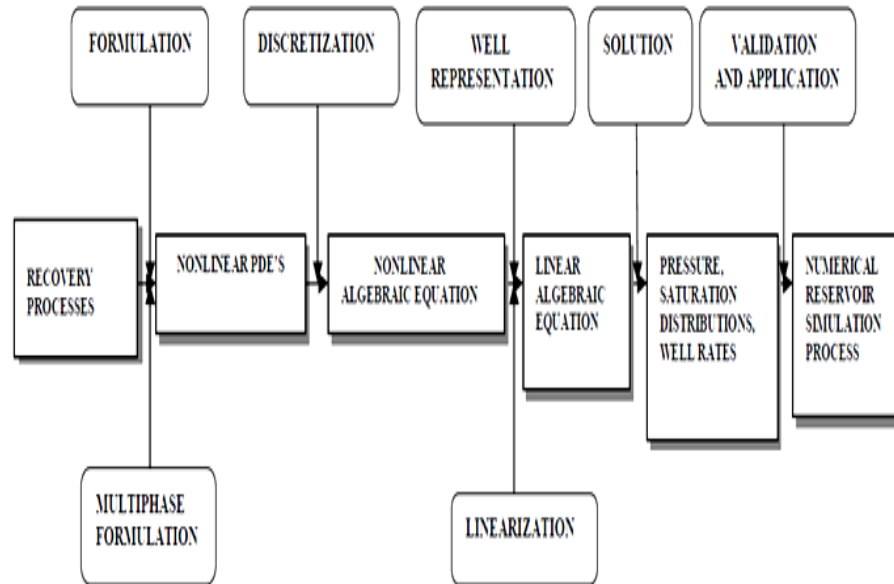 FORMULATION
DISCRETIZATION
WELL
REPRESENTATION
SOLUTION
VALIDATION
AND APPLICATION
RECOVERY
PROCESSES
NONLINEAR PDE'S
NONLINEAR
ALGEBRAIC EQUATION
LINEAR
ALGEBRAIC
EQUATION
PRESSURE,
SATURATION
DISTRIBUTIONS,
WELL RATES
NUMERICAL
RESERVOIR
SIMULATION
PROCESS
MULTIPHASE
FORMULATION
LINEARIZATION